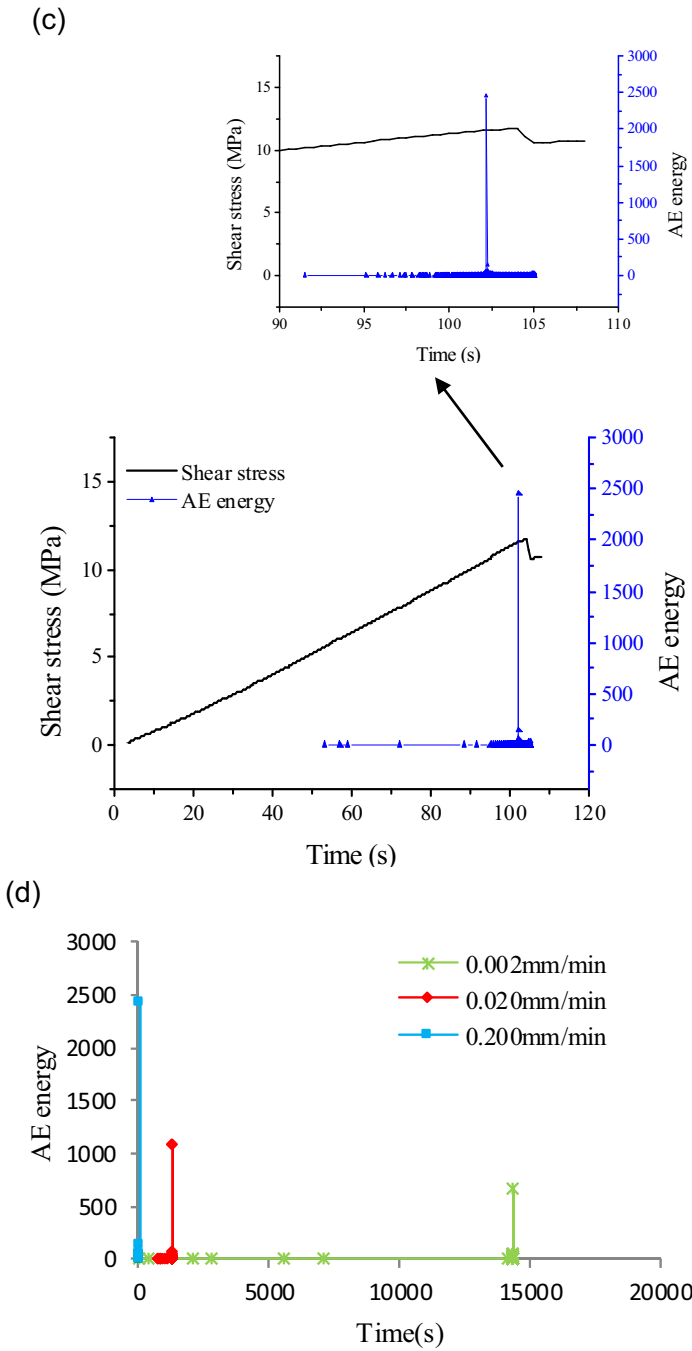 (c)
15
10
5
0
Shear stress (MPa)
3000
2500
2000
1500
1000
500
0
AE energy
90 95 100 105 110
Time (s)
15
10
5
0
Shear stress (MPa)
Shear stress
AE energy
3000
2500
2000
1500
1000
500
0
AE energy
0 20 40 60 80 100 120
Time (s)
(d)
3000
2500
2000
1500
1000
500
0
AE energy
0.002mm/min
0.020mm/min
0.200mm/min
0 5000 10000 15000 20000
Time(s)